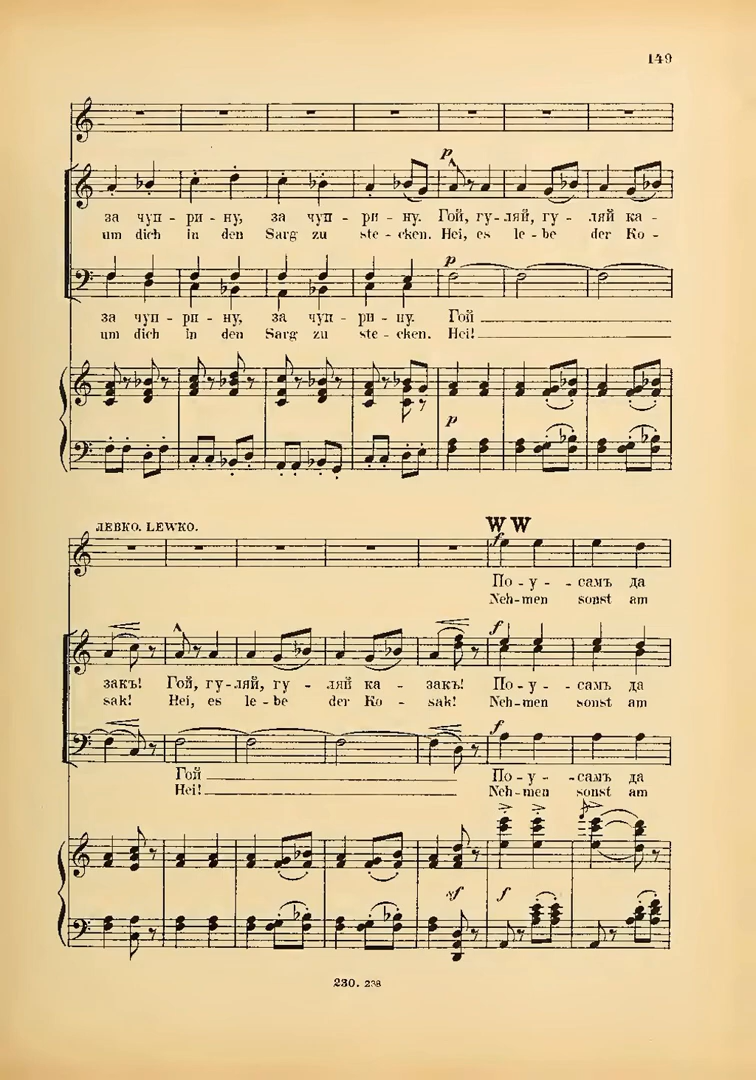 149
p
за чуп - ри - ну, за чуп - ри - ну. Гой, гу - ляй, гу - ляй ка -
um dich in den Sarg zu ste - cken. Hei, es le - be der Ko -
p
за чуп - ри - ну, за чуп - ри - ну. Гой
um dich in den Sarg zu ste - cken. Hei!
p
ЛЕВКО. LEWKO.
W W
f
По - у - - самъ да
Neh - men sonst am
f
закъ! Гой, гу - ляй, гу - ляй ка - закъ! По - у - - самъ да
sak! Hei, es le - be der Ko - sak! Neh - men sonst am
f
Гой По - у - - самъ да
Hei! Neh - men sonst am
sf f
230. 238